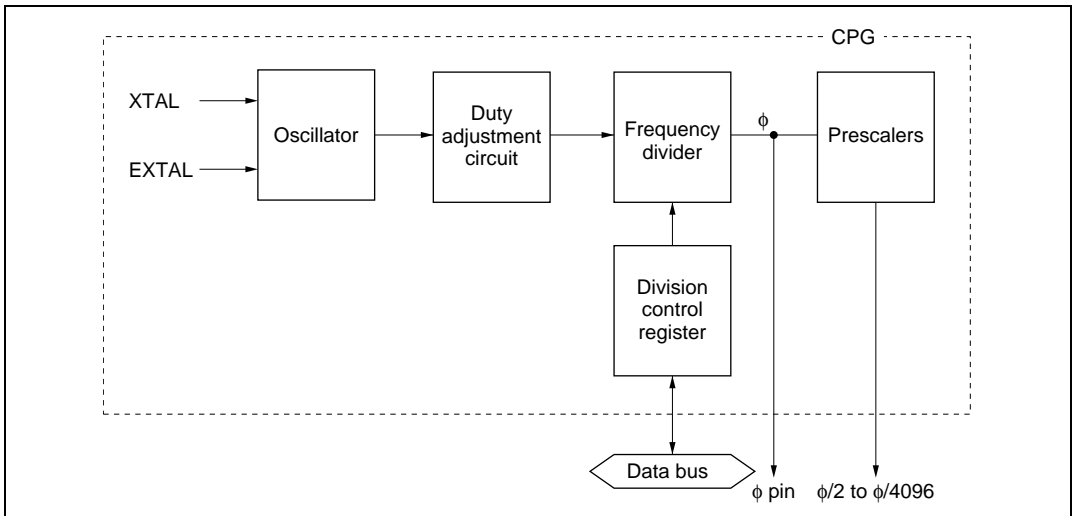 CPG
XTAL
EXTAL
Oscillator
Duty
adjustment
circuit
Frequency
divider
ϕ
Prescalers
Division
control
register
Data bus
ϕ pin
ϕ/2 to ϕ/4096